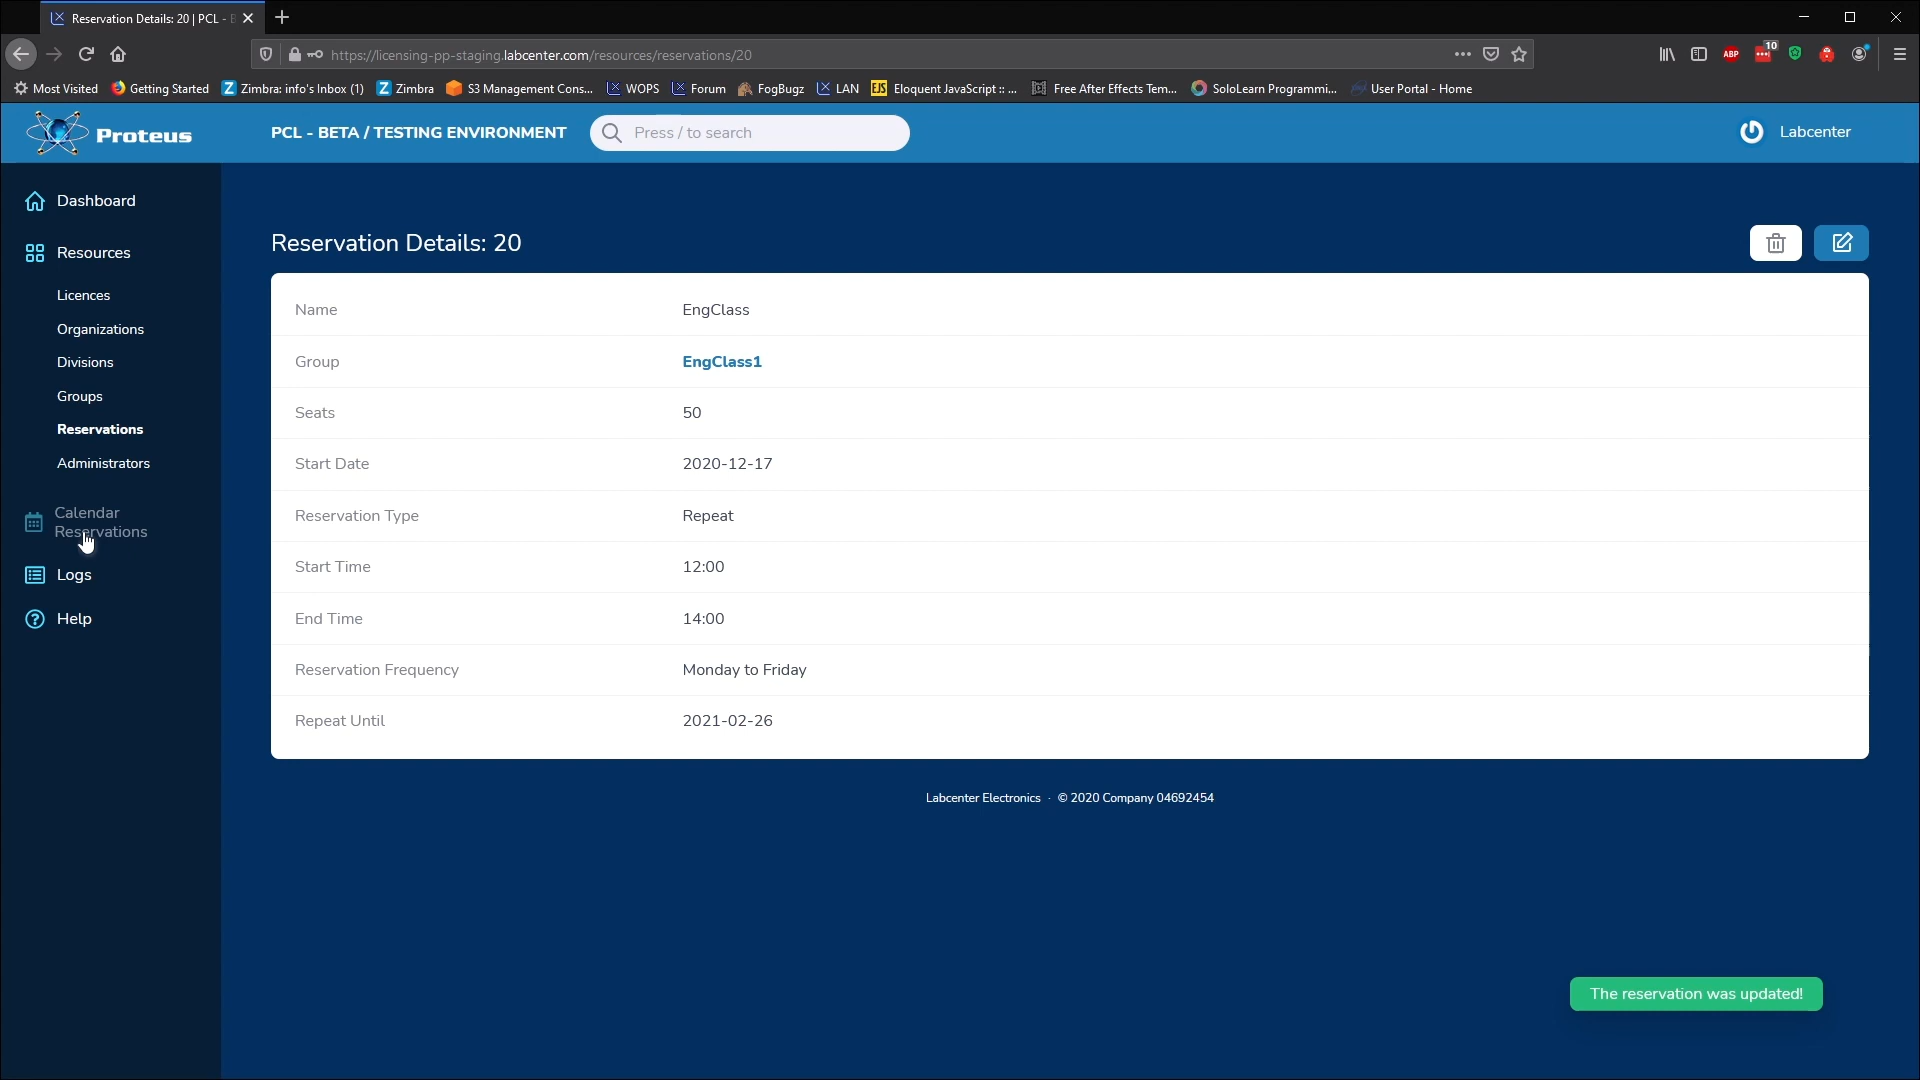 Reservation Details: 20 | PCL - B
https://licensing-pp-staging.labcenter.com/resources/reservations/20
ABP
10
Most Visited
Getting Started
Zimbra: info's Inbox (1)
Zimbra
S3 Management Cons...
WOPS
Forum
FogBugz
LAN
EJS
Eloquent JavaScript :: ...
Free After Effects Tem...
SoloLearn Programmi...
User Portal - Home
Proteus
PCL - BETA / TESTING ENVIRONMENT
Press / to search
Labcenter
Dashboard
Resources
Licences
Organizations
Divisions
Groups
Reservations
Administrators
Calendar
Reservations
Logs
Help
Reservation Details: 20
Name EngClass
Group EngClass1
Seats 50
Start Date 2020-12-17
Reservation Type Repeat
Start Time 12:00
End Time 14:00
Reservation Frequency Monday to Friday
Repeat Until 2021-02-26
Labcenter Electronics · © 2020 Company 04692454
The reservation was updated!